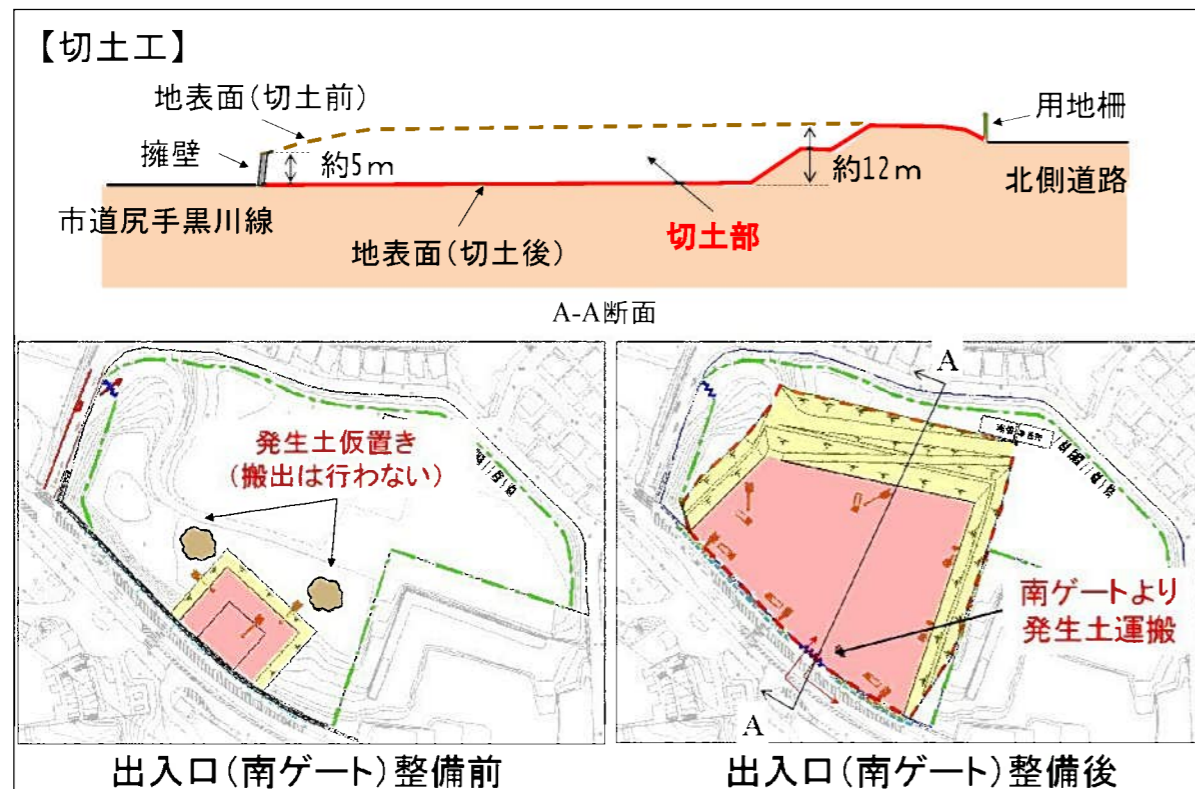 【切土工】
地表面(切土前)
用地柵
擁壁
約5m
約12m
北側道路
市道尻手黒川線
切土部
地表面(切土後)
A-A断面
発生土仮置き
(搬出は行わない)
A
南ゲートより
発生土運搬
A
出入口(南ゲート)整備前
出入口(南ゲート)整備後